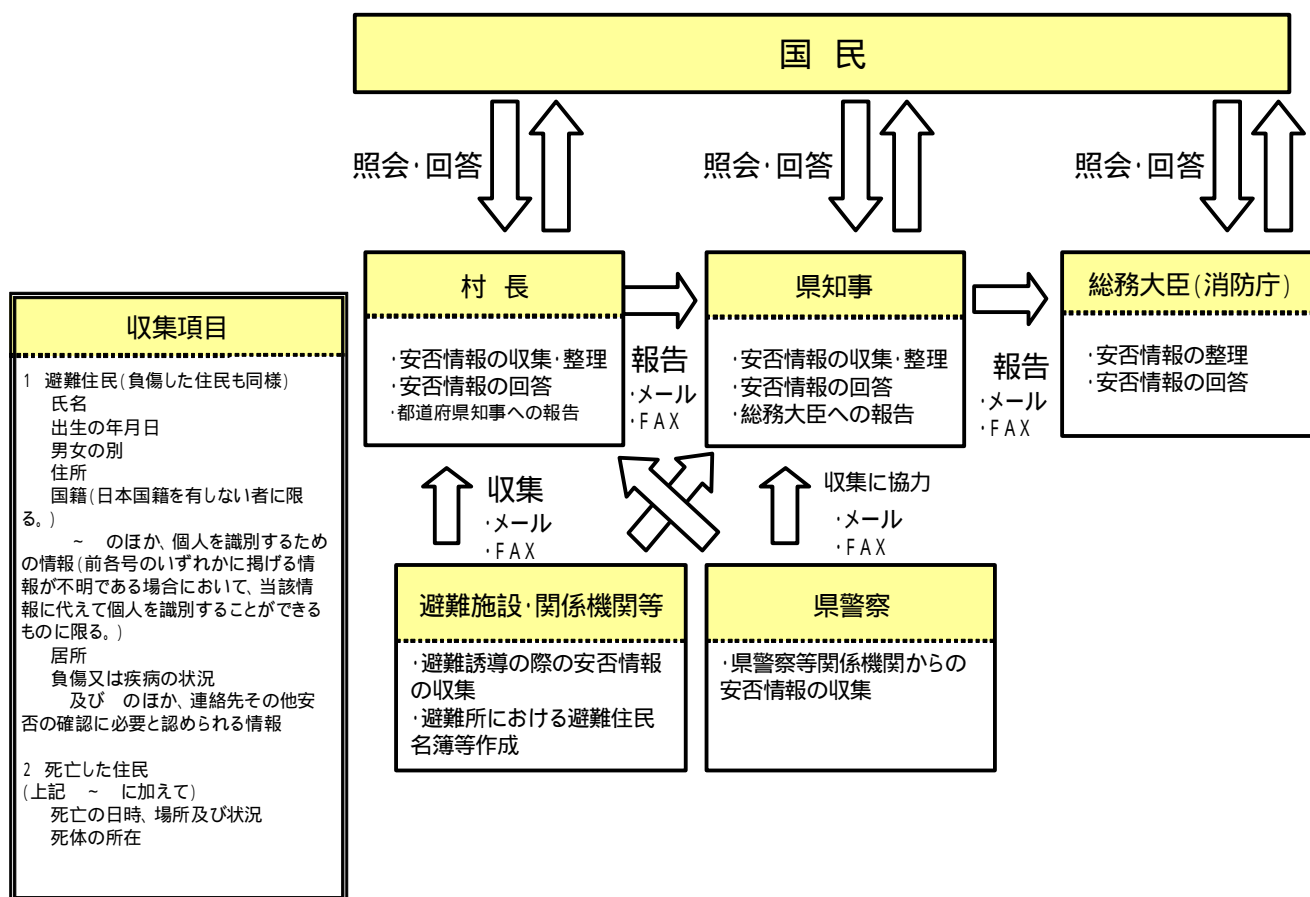 国 民
照会・回答
照会・回答
照会・回答
村 長
・安否情報の収集・整理
・安否情報の回答
・都道府県知事への報告
報告
・メール
・FAX
県知事
・安否情報の収集・整理
・安否情報の回答
・総務大臣への報告
報告
・メール
・FAX
総務大臣(消防庁)
・安否情報の整理
・安否情報の回答
収集項目
1 避難住民(負傷した住民も同様)
氏名
出生の年月日
男女の別
住所
国籍(日本国籍を有しない者に限
る。)
~ のほか、個人を識別するため
の情報(前各号のいずれかに掲げる情
報が不明である場合において、当該情
報に代えて個人を識別することができる
ものに限る。)
居所
負傷又は疾病の状況
及び のほか、連絡先その他安
否の確認に必要と認められる情報
2 死亡した住民
(上記 ~ に加えて)
死亡の日時、場所及び状況
死体の所在
収集
・メール
・FAX
収集に協力
・メール
・FAX
避難施設・関係機関等
・避難誘導の際の安否情報
の収集
・避難所における避難住民
名簿等作成
県警察
・県警察等関係機関からの
安否情報の収集